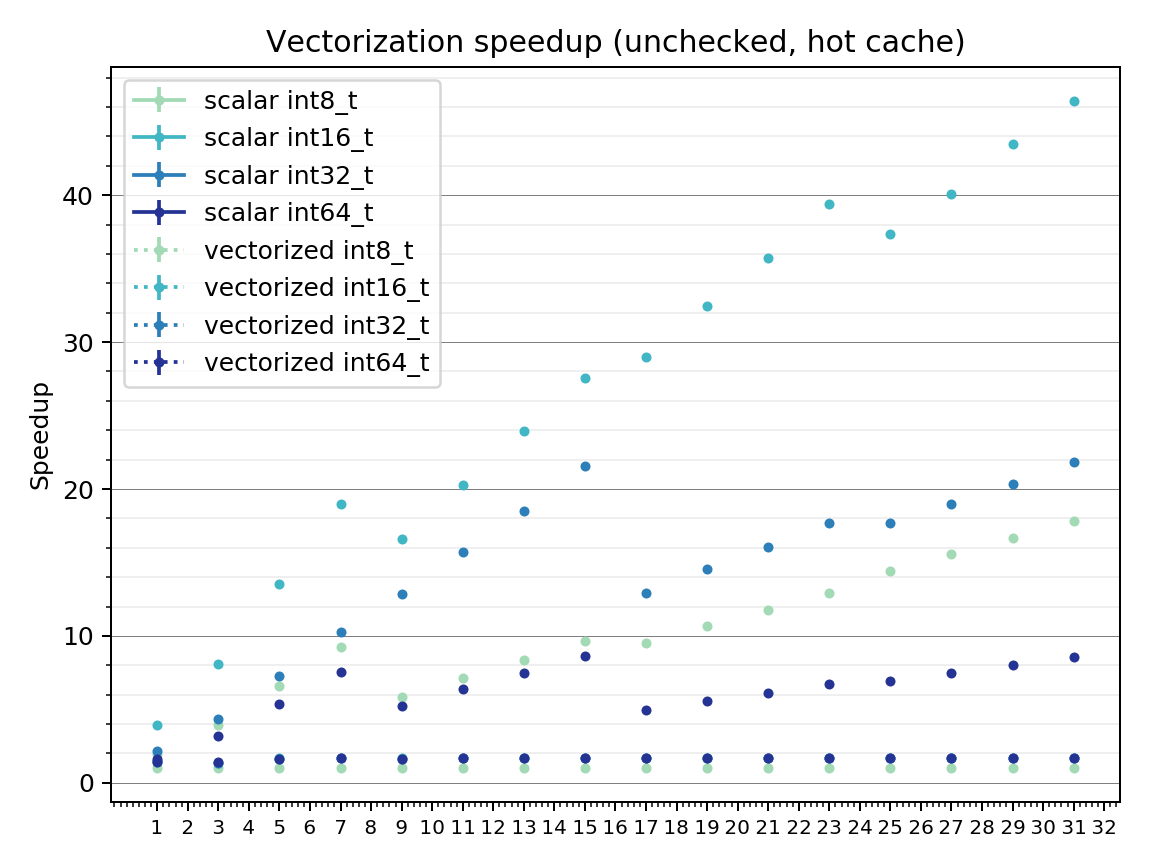 Vectorization speedup (unchecked, hot cache)
scalar int8_t
scalar int16_t
scalar int32_t
scalar int64_t
vectorized int8_t
vectorized int16_t
vectorized int32_t
vectorized int64_t
Speedup
40
30
20
10
0
1 2 3 4 5 6 7 8 9 10 11 12 13 14 15 16 17 18 19 20 21 22 23 24 25 26 27 28 29 30 31 32